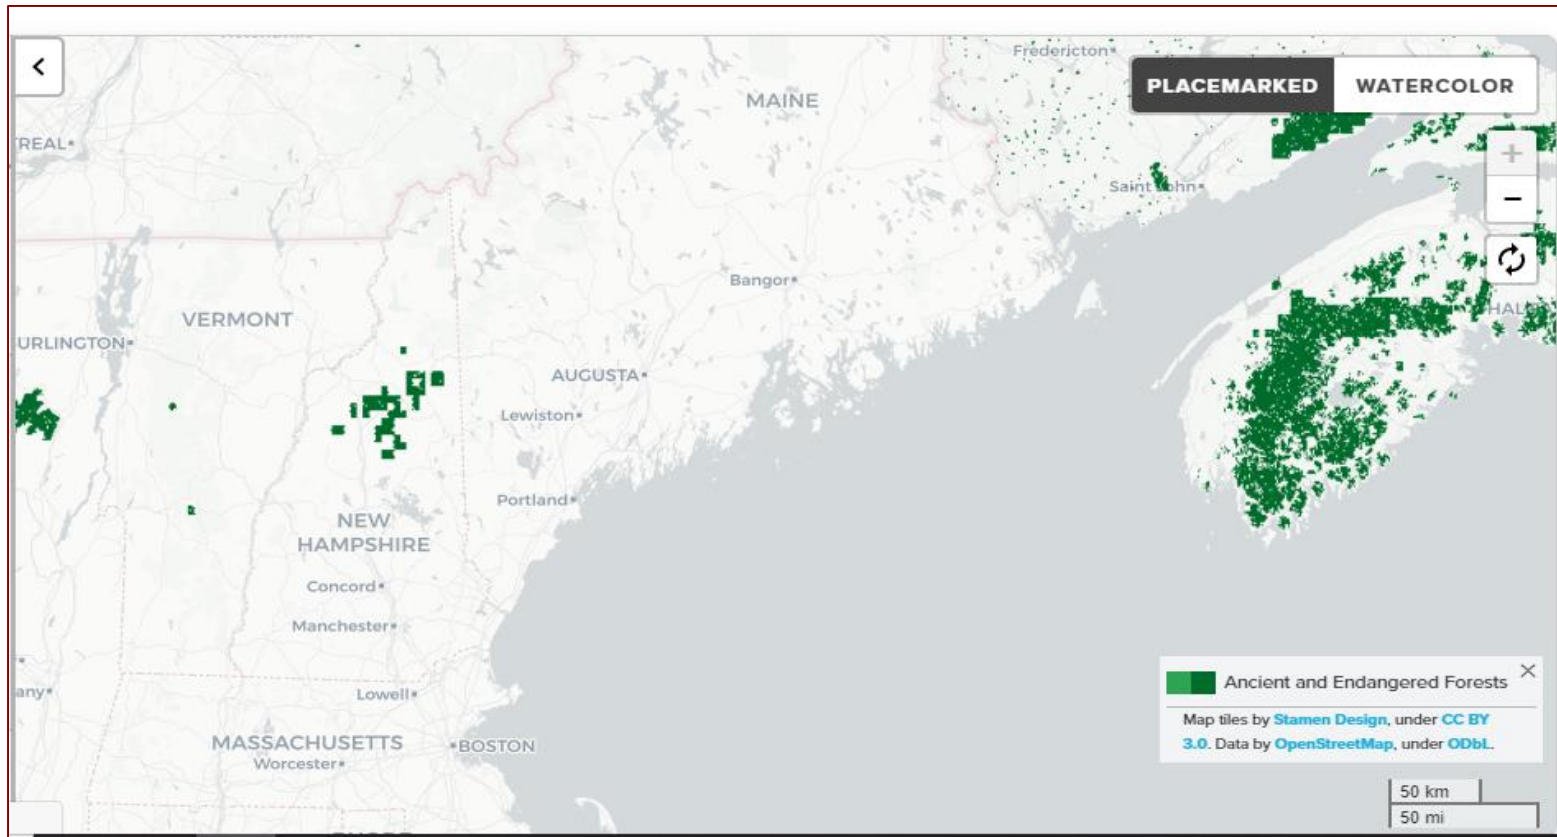 Fredericton
PLACEMARKED
WATERCOLOR
MAINE
REAL
+
Saint John
−
Bangor
VERMONT
HAL
URLINGTON
AUGUSTA
Lewiston
Portland
NEW
HAMPSHIRE
Concord
Manchester
any
Lowell
Ancient and Endangered Forests
Map tiles by Stamen Design, under CC BY
3.0. Data by OpenStreetMap, under ODbL.
MASSACHUSETTS
BOSTON
Worcester
50 km
50 mi